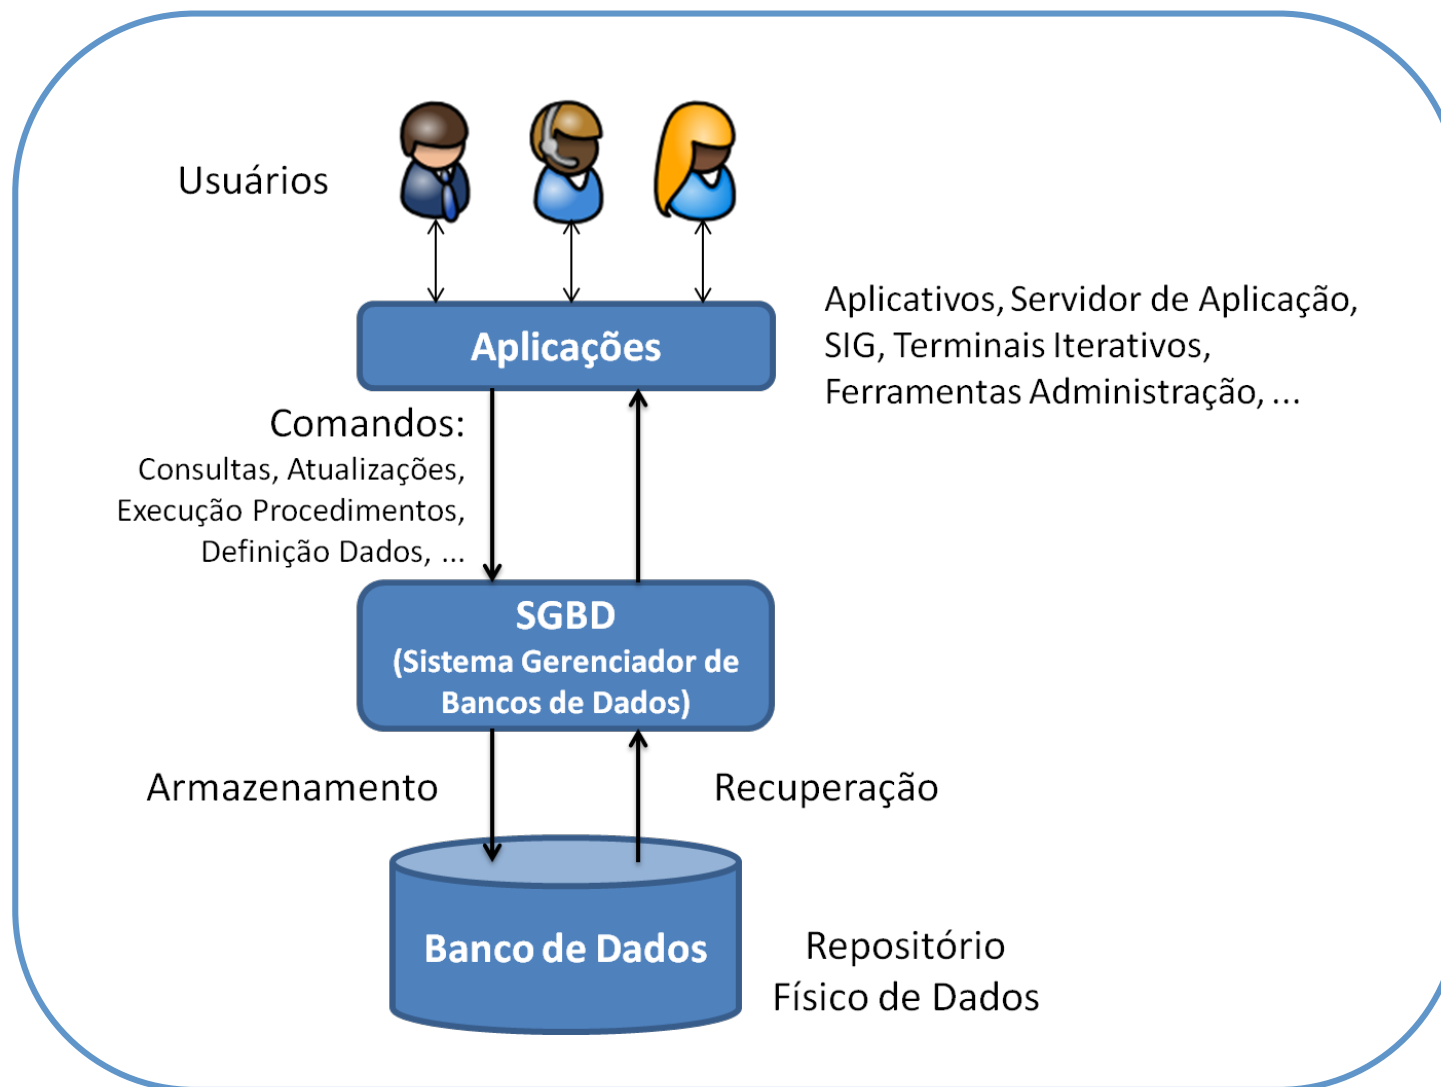 Usuários
Aplicativos, Servidor de Aplicação,
SIG, Terminais Iterativos,
Ferramentas Administração, ...
Aplicações
Comandos:
Consultas, Atualizações,
Execução Procedimentos,
Definição Dados, ...
SGBD
(Sistema Gerenciador de
Bancos de Dados)
Armazenamento
Recuperação
Banco de Dados
Repositório
Físico de Dados